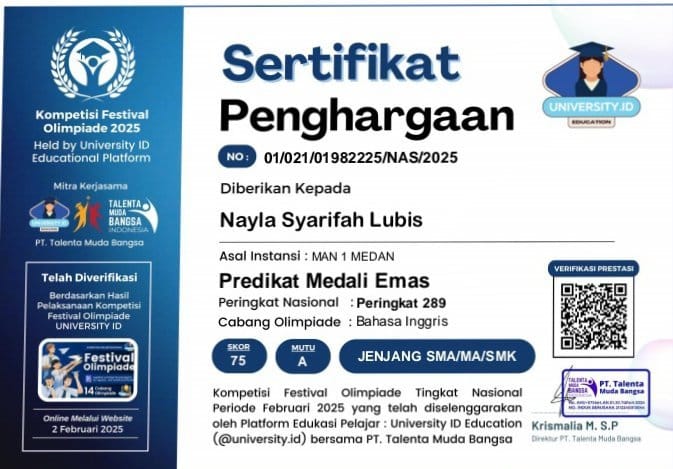 Kompetisi Festival
Olimpiade 2025
Held by University ID
Educational Platform
Mitra Kerjasama
UNIVERSITY.ID
TALENTA
MUDA
BANGSA
INDONESIA
PT. Talenta Muda Bangsa
Telah Diverifikasi
Berdasarkan Hasil
Pelaksanaan Kompetisi
Festival Olimpiade
UNIVERSITY ID
Festival
Olimpiade
14 Cabang
Olimpiade
Online Melalui Website
2 Februari 2025
Sertifikat
Penghargaan
NO : 01/021/01982225/NAS/2025
Diberikan Kepada
Nayla Syarifah Lubis
Asal Instansi : MAN 1 MEDAN
Predikat Medali Emas
Peringkat Nasional : Peringkat 289
Cabang Olimpiade : Bahasa Inggris
SKOR
75
MUTU
A
JENJANG SMA/MA/SMK
Kompetisi Festival Olimpiade Tingkat Nasional
Periode Februari 2025 yang telah diselenggarakan
oleh Platform Edukasi Pelajar : University ID Education
(@university.id) bersama PT. Talenta Muda Bangsa
UNIVERSITY.ID
EDUCATION
VERIFIKASI PRESTASI
TALENTA
MUDA
BANGSA
PT. Talenta
Muda Bangsa
Krismalia M. S.P
Direktur PT. Talenta Muda Bangsa